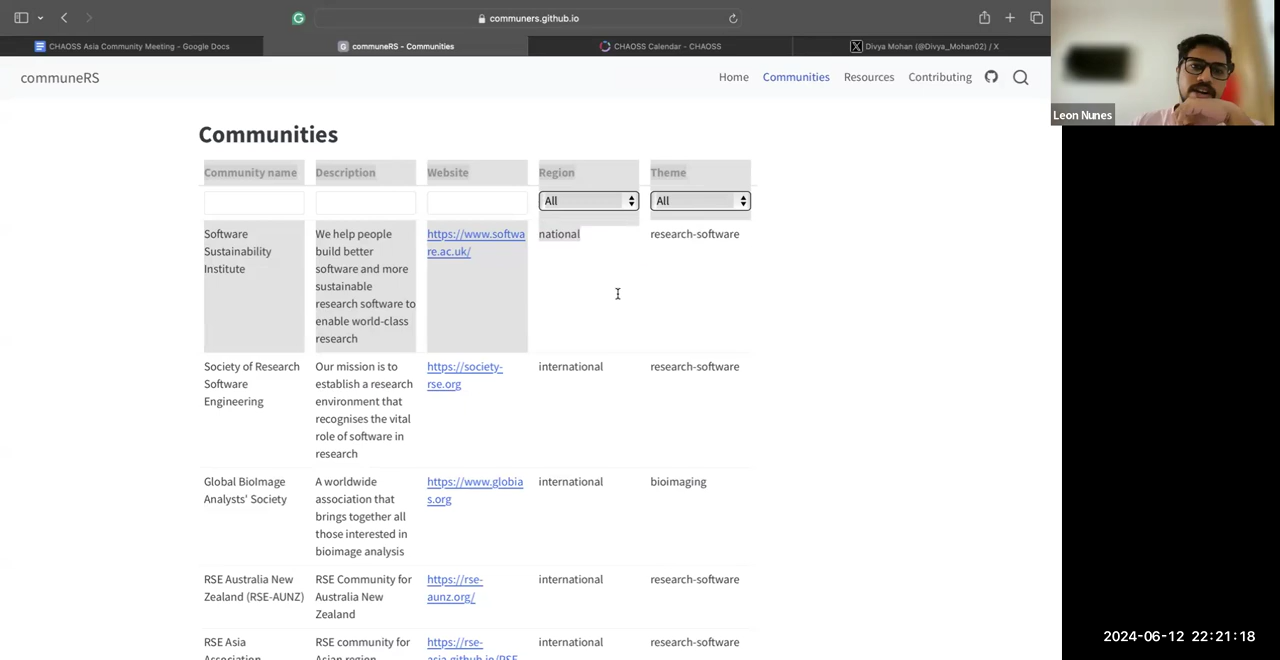 communers.github.io
CHAOSS Asia Community Meeting - Google Docs
communeRS - Communities
CHAOSS Calendar - CHAOSS
Divya Mohan (@Divya_Mohan02) / X
communeRS
Home
Communities
Resources
Contributing
Leon Nunes
Communities
Community name
Description
Website
Region
Theme
All
All
Software
Sustainability
Institute
We help people
build better
software and more
sustainable
research software to
enable world-class
research
https://www.softwa
re.ac.uk/
national
research-software
Society of Research
Software
Engineering
Our mission is to
establish a research
environment that
recognises the vital
role of software in
research
https://society-
rse.org
international
research-software
Global BioImage
Analysts' Society
A worldwide
association that
brings together all
those interested in
bioimage analysis
https://www.globia
s.org
international
bioimaging
RSE Australia New
Zealand (RSE-AUNZ)
RSE Community for
Australia New
Zealand
https://rse-
aunz.org/
international
research-software
RSE Asia
Association
RSE community for
Asian region
https://rse-
asia.github.io/RSE
international
research-software
2024-06-12 22:21:18